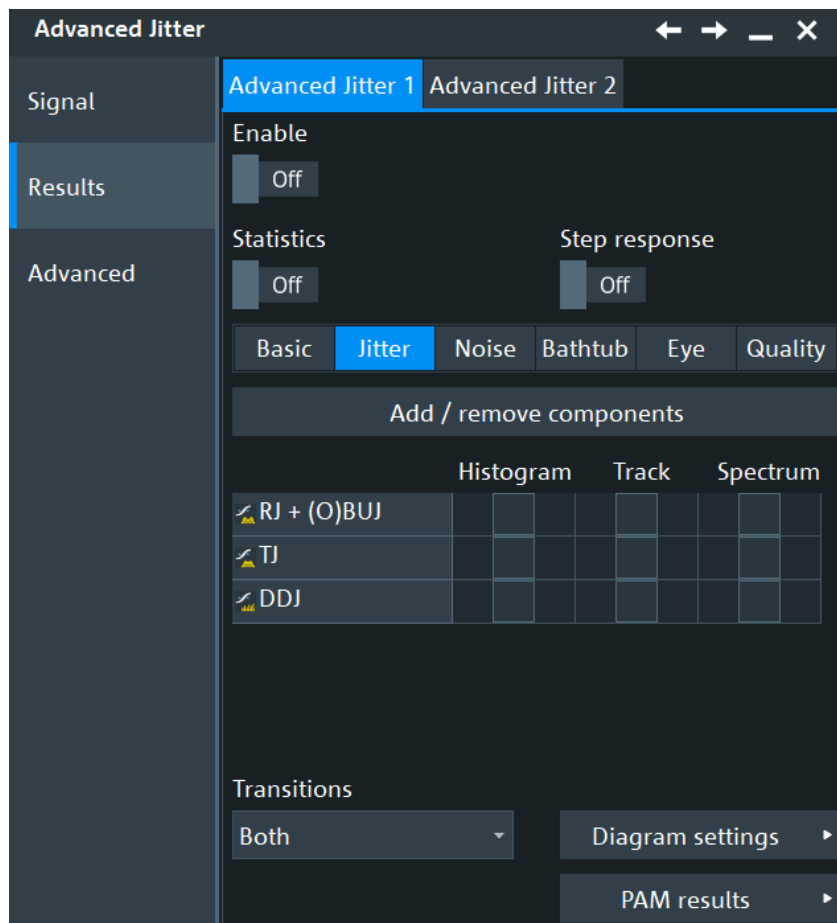 Advanced Jitter
Signal
Results
Advanced
Advanced Jitter 1 Advanced Jitter 2
Enable
Off
Statistics Step response
Off Off
Basic Jitter Noise Bathtub Eye Quality
Add / remove components
Histogram Track Spectrum
RJ + (O)BUJ
TJ
DDJ
Transitions
Both Diagram settings
PAM results